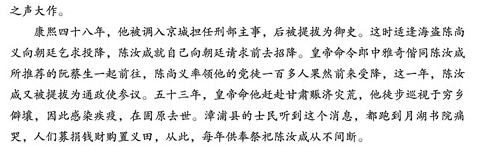 之声大作。
康熙四十八年，他被调入京城担任刑部主事，后被提拔为御史。这时适逢海盗陈尚
义向朝廷乞求投降，陈汝咸就自己向朝廷请求前去招降。皇帝命令郎中雅奇偕同陈汝咸
所推荐的阮蔡生一起前往，陈尚义率领他的党徒一百多人果然前来受降，这一年，陈汝
咸又被提拔为通政使参议。五十三年，皇帝命他赶赴甘肃赈济灾荒，他徒步巡视于穷乡
僻壤，因此感染疾疫，在固原去世。漳浦县的士民听到这个消息，都跑到月湖书院痛
哭，人们募捐钱财购置义田，从此，每年供奉祭祀陈汝咸从不间断。